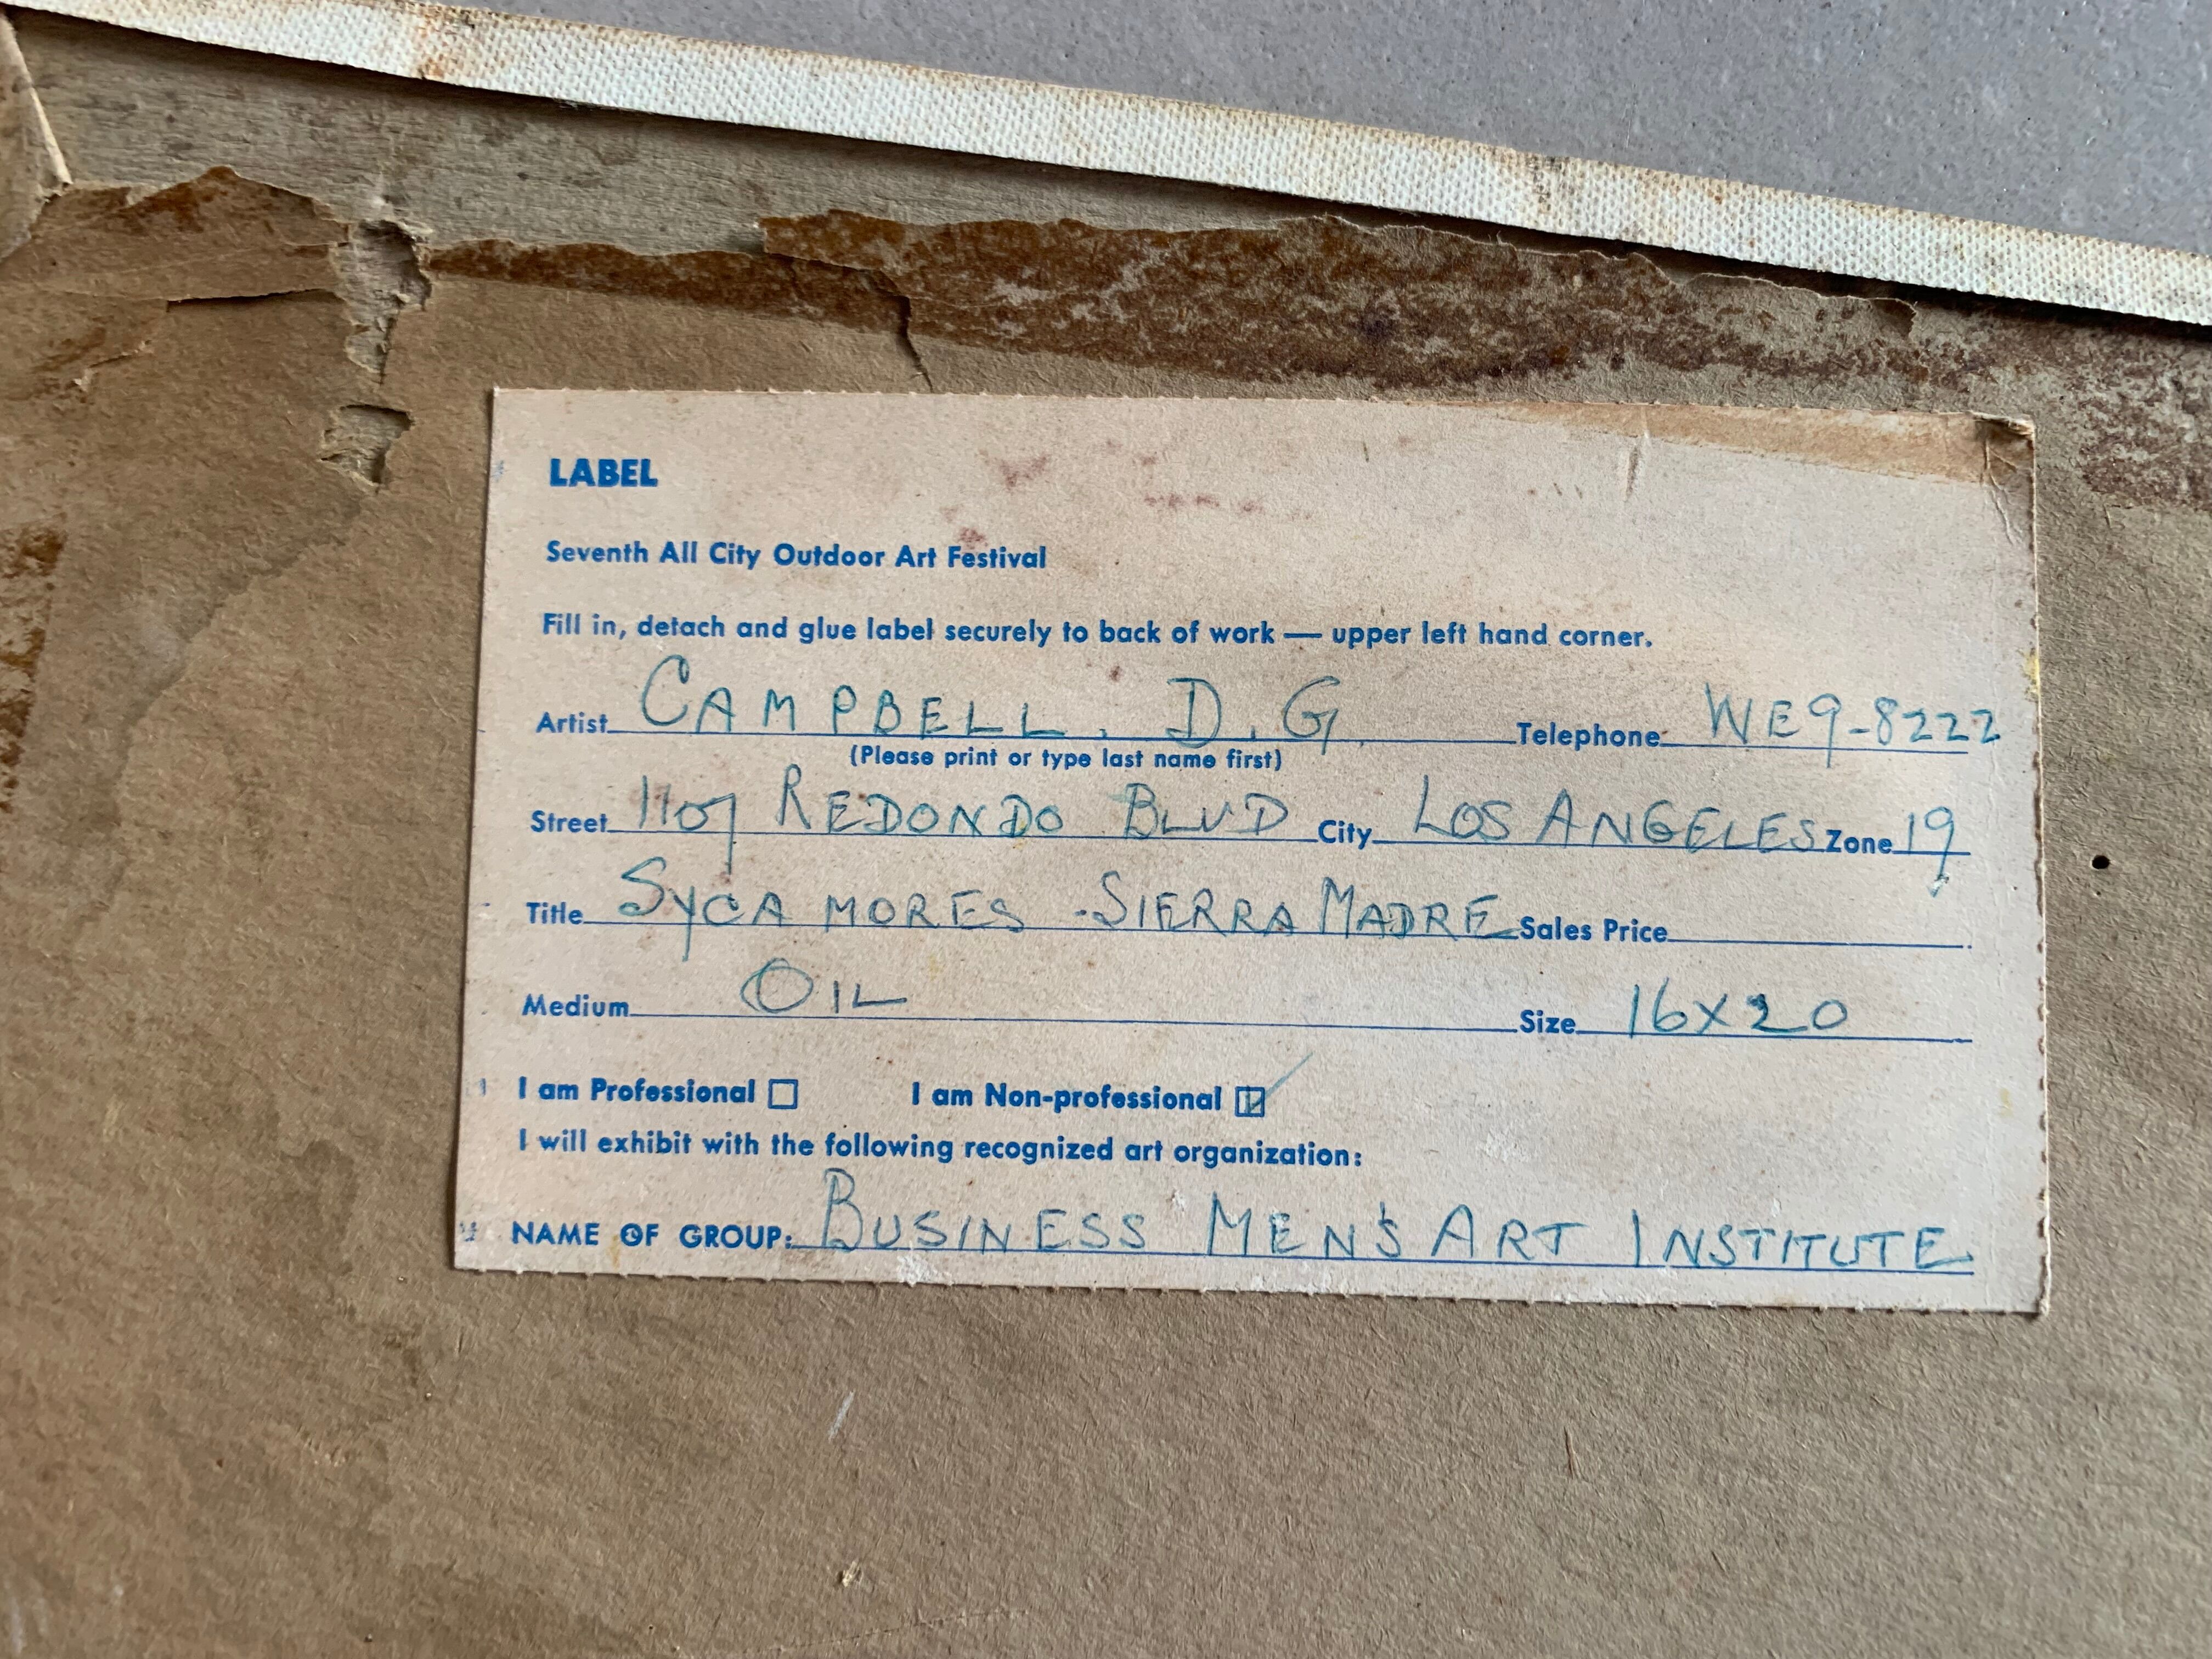 LABEL
Seventh All City Outdoor Art Festival
Fill in, detach and glue label securely to back of work — upper left hand corner.
Artist CAMPBELL, D.G. Telephone WE9-8222
(Please print or type last name first)
Street 1107 REDONDO BLVD City LOS ANGELES Zone 19
Title SYCAMORES - SIERRA MADRE Sales Price
Medium OIL Size 16X20
I am Professional I am Non-professional
I will exhibit with the following recognized art organization:
NAME OF GROUP: BUSINESS MEN'S ART INSTITUTE